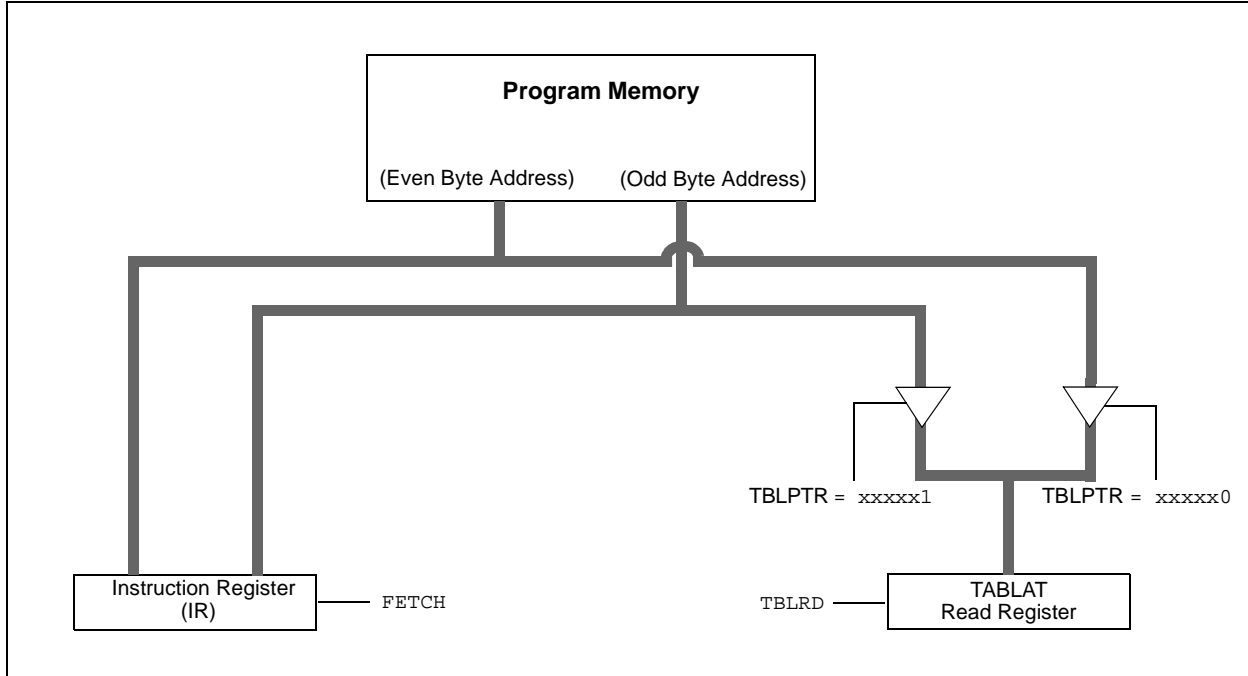 Program Memory
(Even Byte Address) (Odd Byte Address)
TBLPTR = xxxxx1 TBLPTR = xxxxx0
Instruction Register
(IR)
FETCH
TBLRD
TABLAT
Read Register